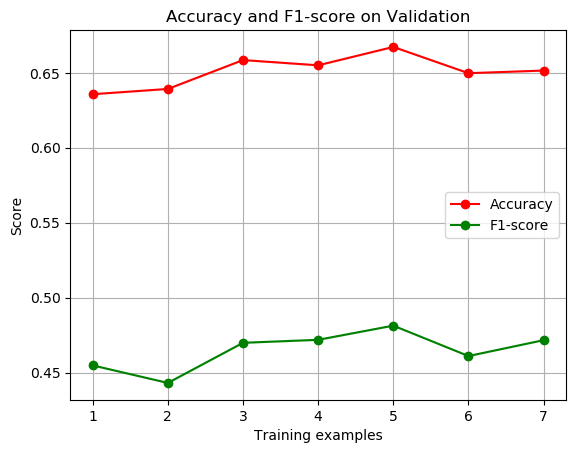 Accuracy and F1-score on Validation
0.65
0.60
0.55
0.50
0.45
Score
Accuracy
F1-score
1 2 3 4 5 6 7
Training examples